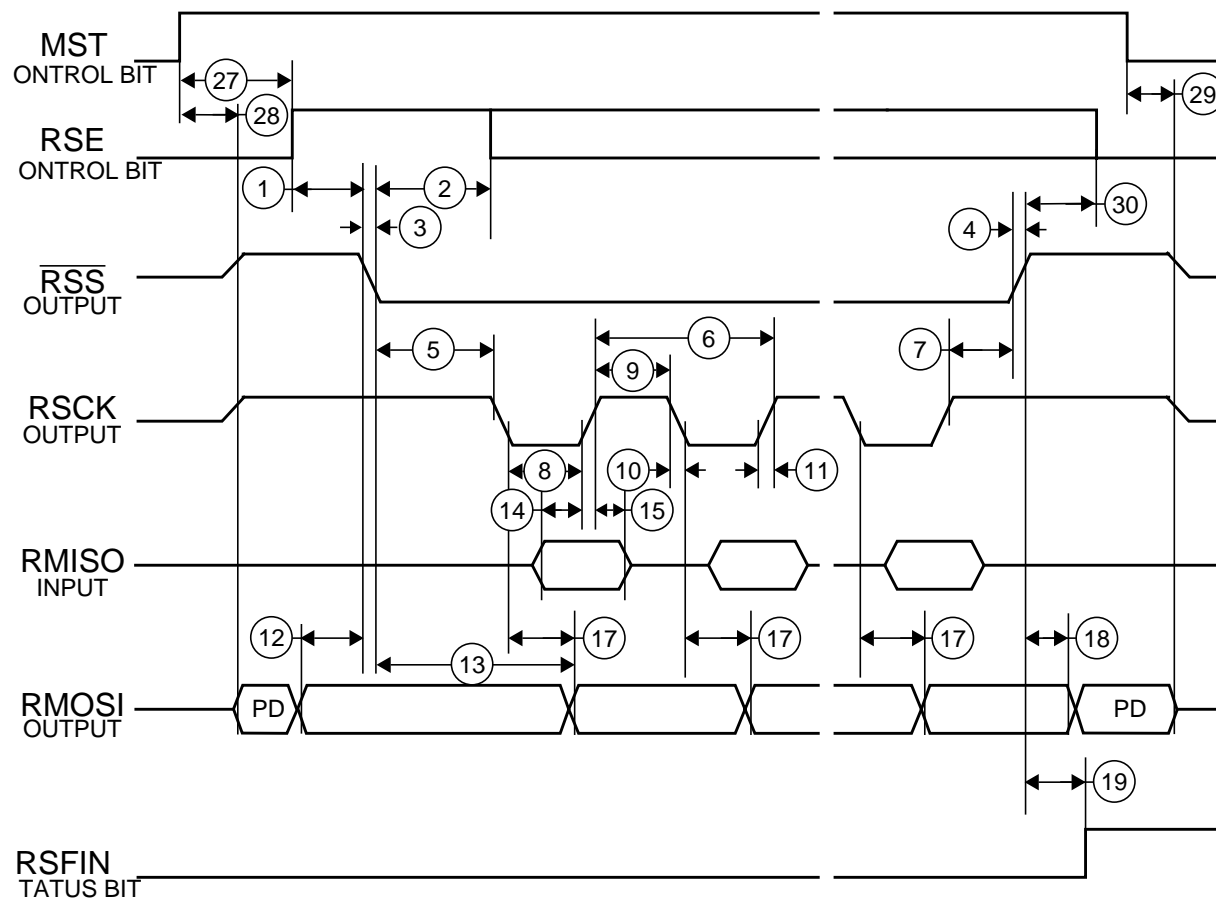 MST
ONTROL BIT
27
28
29
RSE
ONTROL BIT
1
2
3
4
30
RSS
OUTPUT
5
6
7
9
RSCK
OUTPUT
8
10
11
14
15
RMISO
INPUT
12
13
17
17
17
18
RMOSI
OUTPUT
PD
PD
19
RSFIN
TATUS BIT